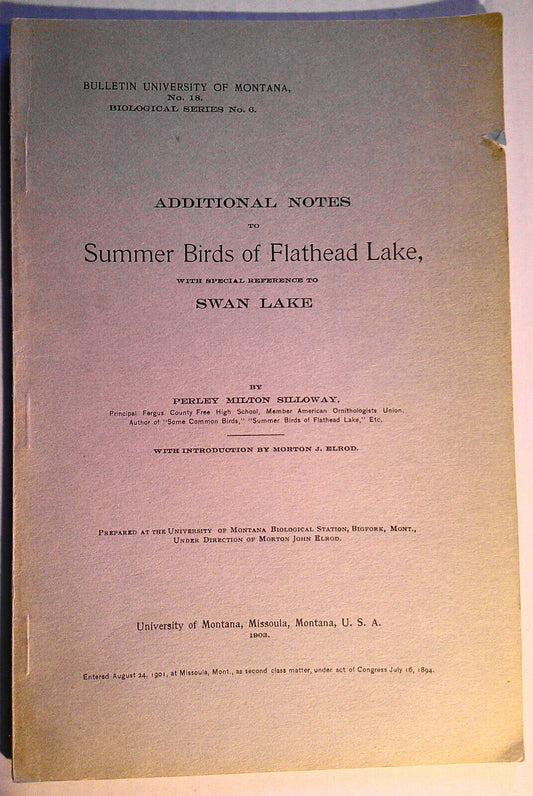 BULLETIN UNIVERSITY OF MONTANA,
No. 18.
BIOLOGICAL SERIES No. 6.
ADDITIONAL NOTES
TO
Summer Birds of Flathead Lake,
WITH SPECIAL REFERENCE TO
SWAN LAKE
BY
PERLEY MILTON SILLOWAY,
Principal Fergus County Free High School, Member American Ornithologists Union,
Author of "Some Common Birds," "Summer Birds of Flathead Lake," Etc.
WITH INTRODUCTION BY MORTON J. ELROD.
PREPARED AT THE UNIVERSITY OF MONTANA BIOLOGICAL STATION, BIGFORK, MONT.,
UNDER DIRECTION OF MORTON JOHN ELROD.
University of Montana, Missoula, Montana, U. S. A.
1903.
Entered August 24, 1901, at Missoula, Mont., as second class matter, under act of Congress July 16, 1894.